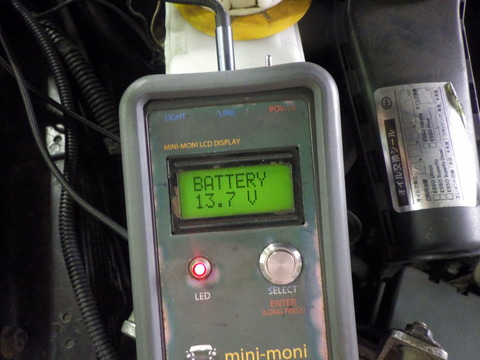 LIGHT LINK POWER
MINI-MONI LCD DISPLAY
BATTERY
13.7 V
LED
SELECT
ENTER
(LONG-PRESS)
mini-moni
オイル交換シール